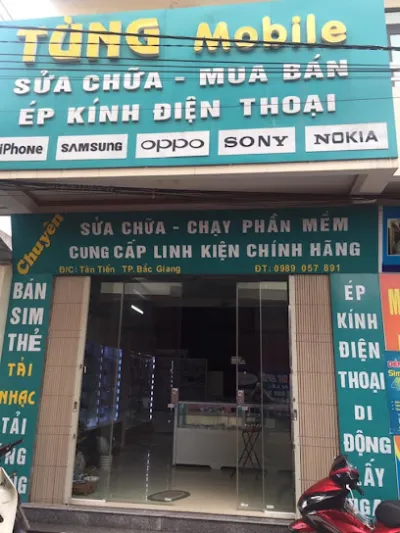 TÙNG Mobile
SỬA CHỮA - MUA BÁN
ÉP KÍNH ĐIỆN THOẠI
iPhone SAMSUNG oppo SONY NOKIA
Chuyên
SỬA CHỮA - CHẠY PHẦN MỀM
CUNG CẤP LINH KIỆN CHÍNH HÃNG
Đ/C: Tân Tiến TP. Bắc Giang ĐT: 0989 057 891
BÁN
SIM
THẺ
TẢI
NHẠC
CÀI
ÉP
KÍNH
ĐIỆN
THOẠI
DI
ĐỘNG
LẤY